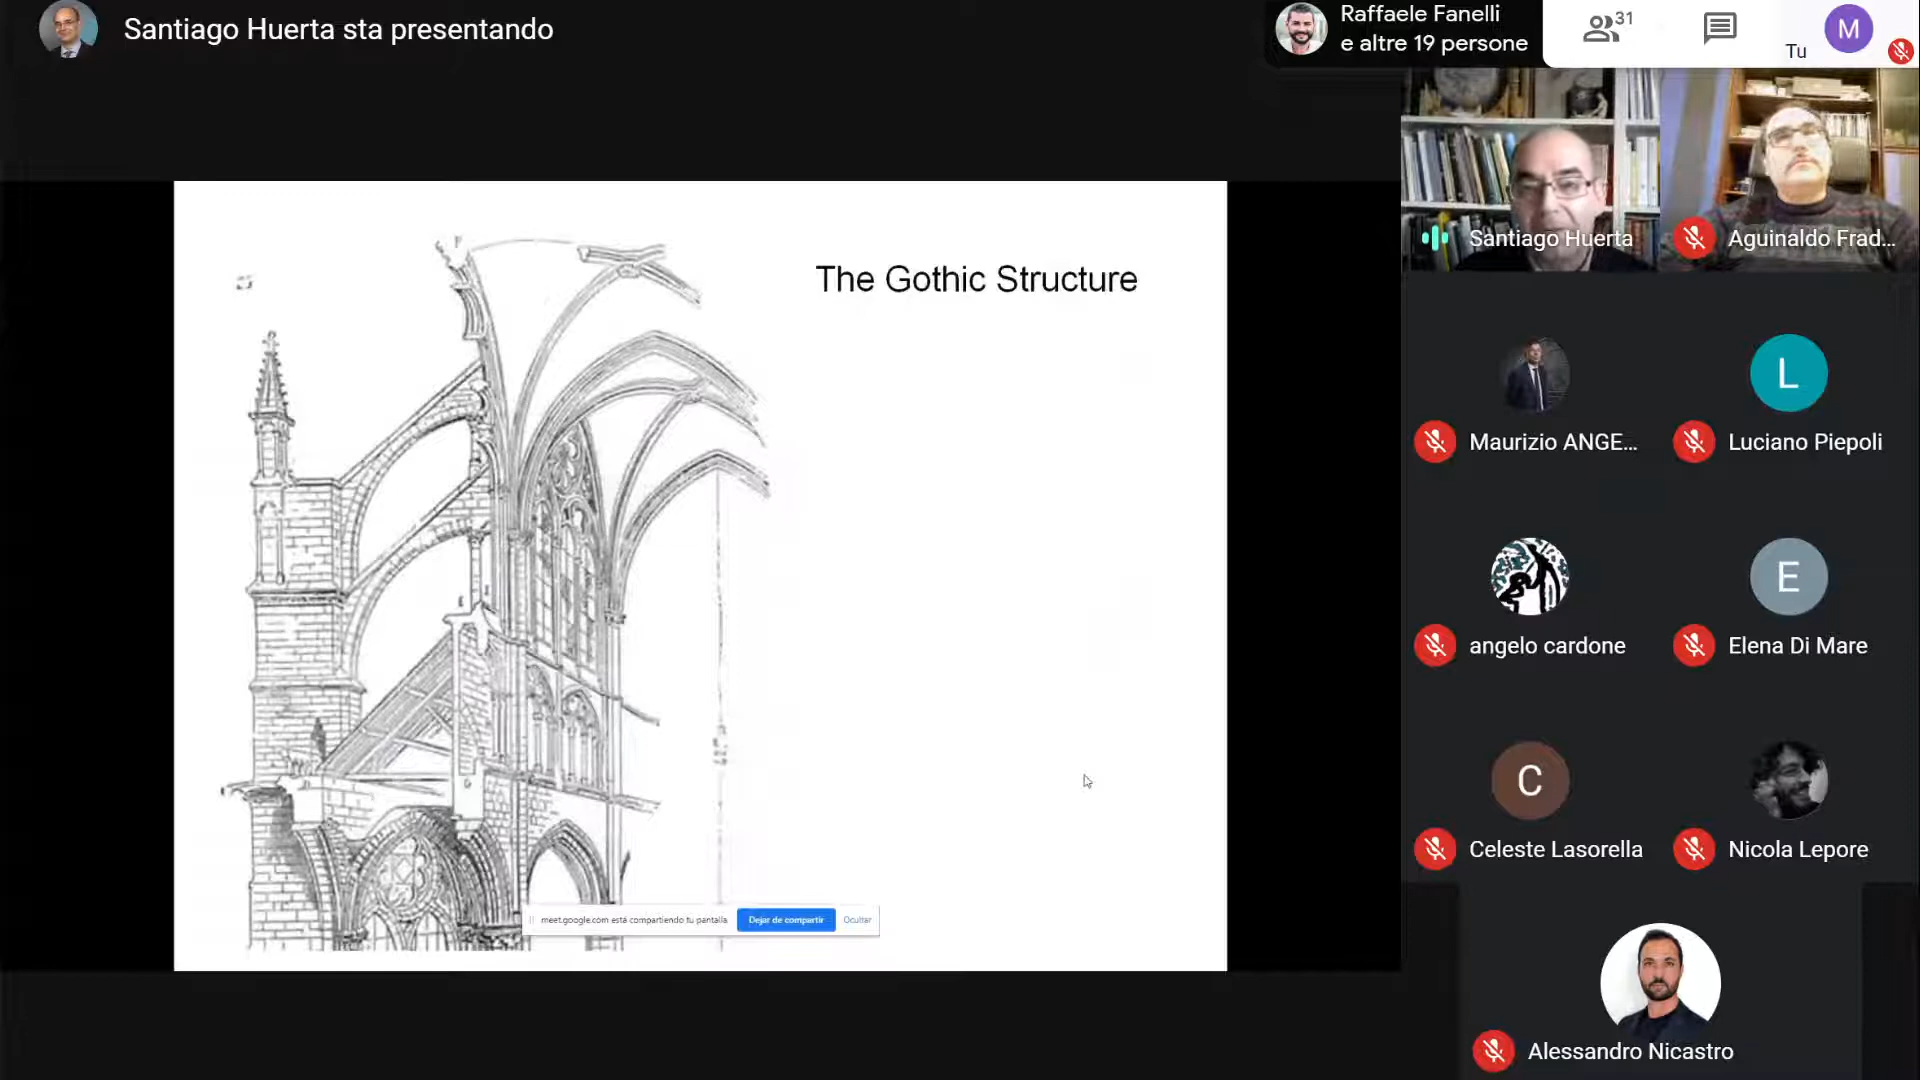 Santiago Huerta sta presentando
Raffaele Fanelli
e altre 19 persone
31
Tu
M
Santiago Huerta
Aguinaldo Frad...
The Gothic Structure
L
Maurizio ANGE...
Luciano Piepoli
E
angelo cardone
Elena Di Mare
C
Celeste Lasorella
Nicola Lepore
meet.google.com está compartiendo tu pantalla
Dejar de compartir
Ocultar
Alessandro Nicastro